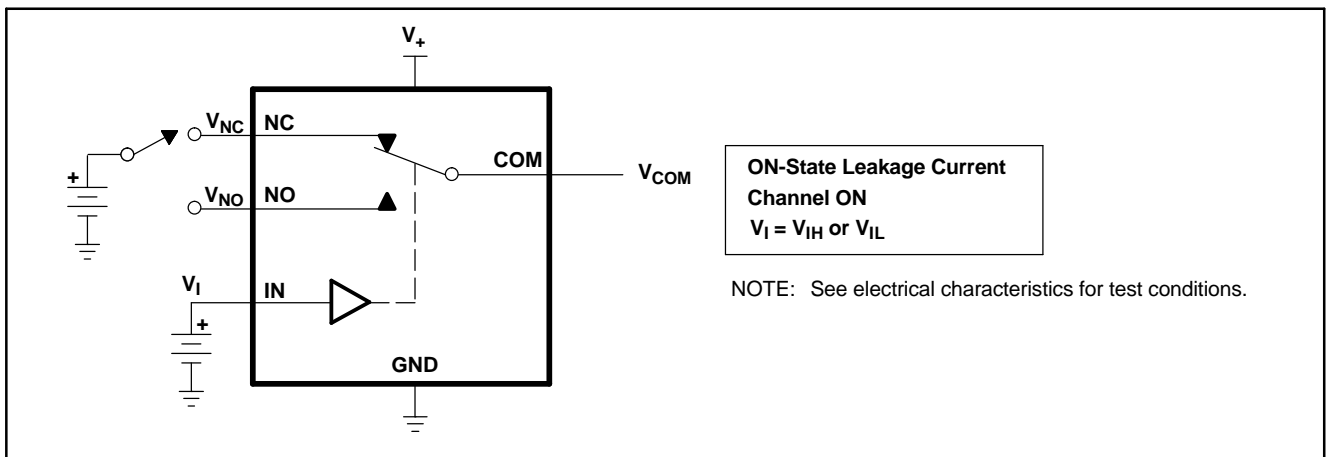 V+
VNC NC
COM
VCOM
+
VNO NO
VI IN
+
GND
ON-State Leakage Current
Channel ON
VI = VIH or VIL
NOTE: See electrical characteristics for test conditions.